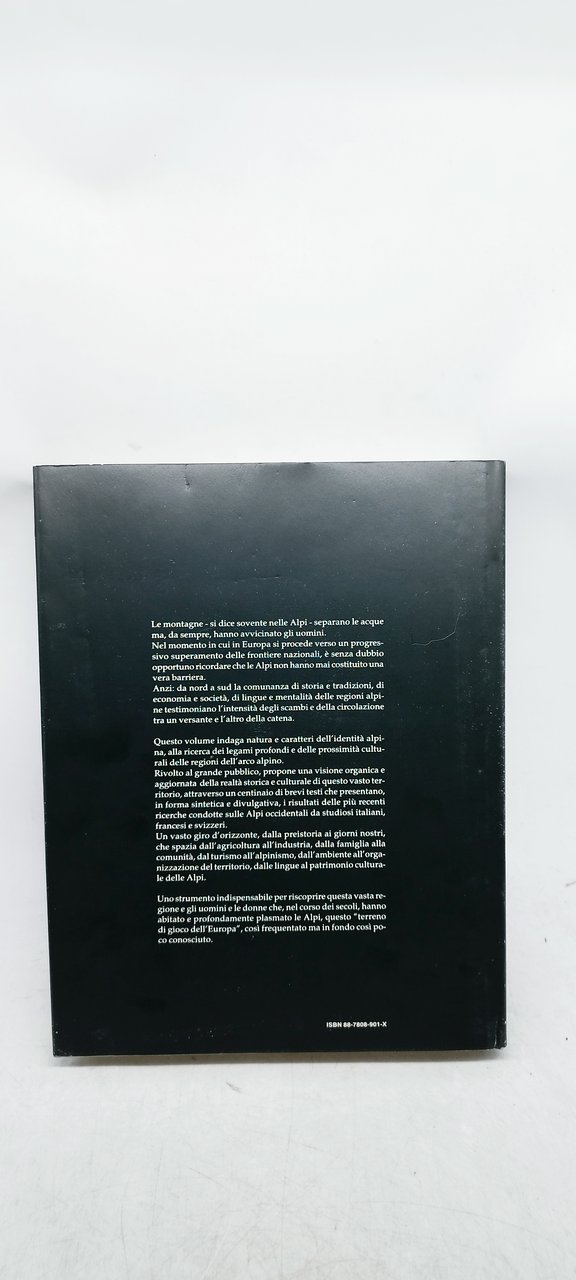 Le montagne - si dice sovente nelle Alpi - separano le acque
ma, da sempre, hanno avvicinato gli uomini.
Nel momento in cui in Europa si procede verso un progres-
sivo superamento delle frontiere nazionali, è senza dubbio
opportuno ricordare che le Alpi non hanno mai costituito una
vera barriera.
Anzi: da nord a sud la comunanza di storia e tradizioni, di
economia e società, di lingue e mentalità delle regioni alpi-
ne testimoniano l'intensità degli scambi e della circolazione
tra un versante e l'altro della catena.
Questo volume indaga natura e caratteri dell'identità alpi-
na, alla ricerca dei legami profondi e delle prossimità cultu-
rali delle regioni dell'arco alpino.
Rivolto al grande pubblico, propone una visione organica e
aggiornata della realtà storica e culturale di questo vasto ter-
ritorio, attraverso un centinaio di brevi testi che presentano,
in forma sintetica e divulgativa, i risultati delle più recenti
ricerche condotte sulle Alpi occidentali da studiosi italiani,
francesi e svizzeri.
Un vasto giro d'orizzonte, dalla preistoria ai giorni nostri,
che spazia dall'agricoltura all'industria, dalla famiglia alla
comunità, dal turismo all'alpinismo, dall'ambiente all'orga-
nizzazione del territorio, dalle lingue al patrimonio cultura-
le delle Alpi.
Uno strumento indispensabile per riscoprire questa vasta re-
gione e gli uomini e le donne che, nel corso dei secoli, hanno
abitato e profondamente plasmato le Alpi, questo "terreno
di gioco dell'Europa", così frequentato ma in fondo così po-
co conosciuto.
ISBN 88-7808-901-X